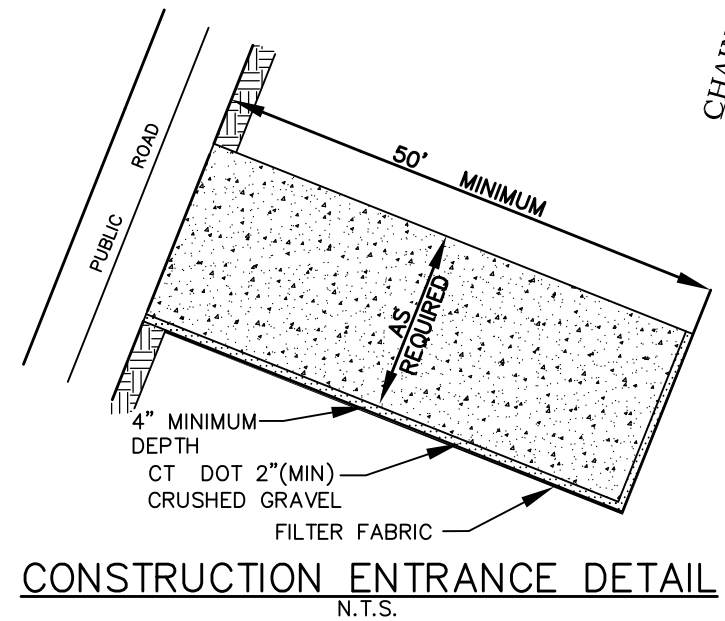 PUBLIC ROAD
50' MINIMUM
AS
REQUIRED
4" MINIMUM
DEPTH
CT DOT 2"(MIN)
CRUSHED GRAVEL
FILTER FABRIC
CONSTRUCTION ENTRANCE DETAIL
N.T.S.